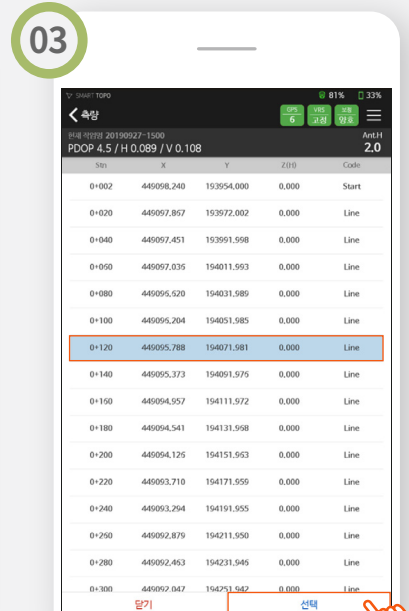 03
SMART TOPO 81% 33%
측량 GPS 6 VRS 고정 보통 양호
현재 작업명 20190927-1500 Ant.H
PDOP 4.5 / H 0.089 / V 0.108 2.0
Stn X Y Z(H) Code
0+002 449098,240 193954,000 0,000 Start
0+020 449097,867 193972,002 0,000 Line
0+040 449097,451 193991,998 0,000 Line
0+060 449097,036 194011,993 0,000 Line
0+080 449096,620 194031,989 0,000 Line
0+100 449096,204 194051,985 0,000 Line
0+120 449095,788 194071,981 0,000 Line
0+140 449095,373 194091,976 0,000 Line
0+160 449094,957 194111,972 0,000 Line
0+180 449094,541 194131,968 0,000 Line
0+200 449094,126 194151,963 0,000 Line
0+220 449093,710 194171,959 0,000 Line
0+240 449093,294 194191,955 0,000 Line
0+260 449092,879 194211,950 0,000 Line
0+280 449092,463 194231,946 0,000 Line
0+300 449092,047 194251,942 0,000 Line
닫기 선택